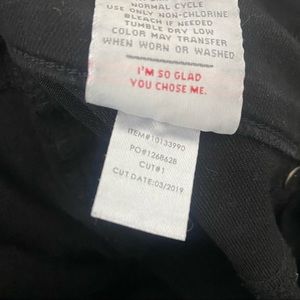 NORMAL CYCLE
USE ONLY NON-CHLORINE
BLEACH IF NEEDED
TUMBLE DRY LOW
COLOR MAY TRANSFER
WHEN WORN OR WASHED
I'M SO GLAD
YOU CHOSE ME.
ITEM#10133990
PO#1268628
CUT#1
CUT DATE:03/2019